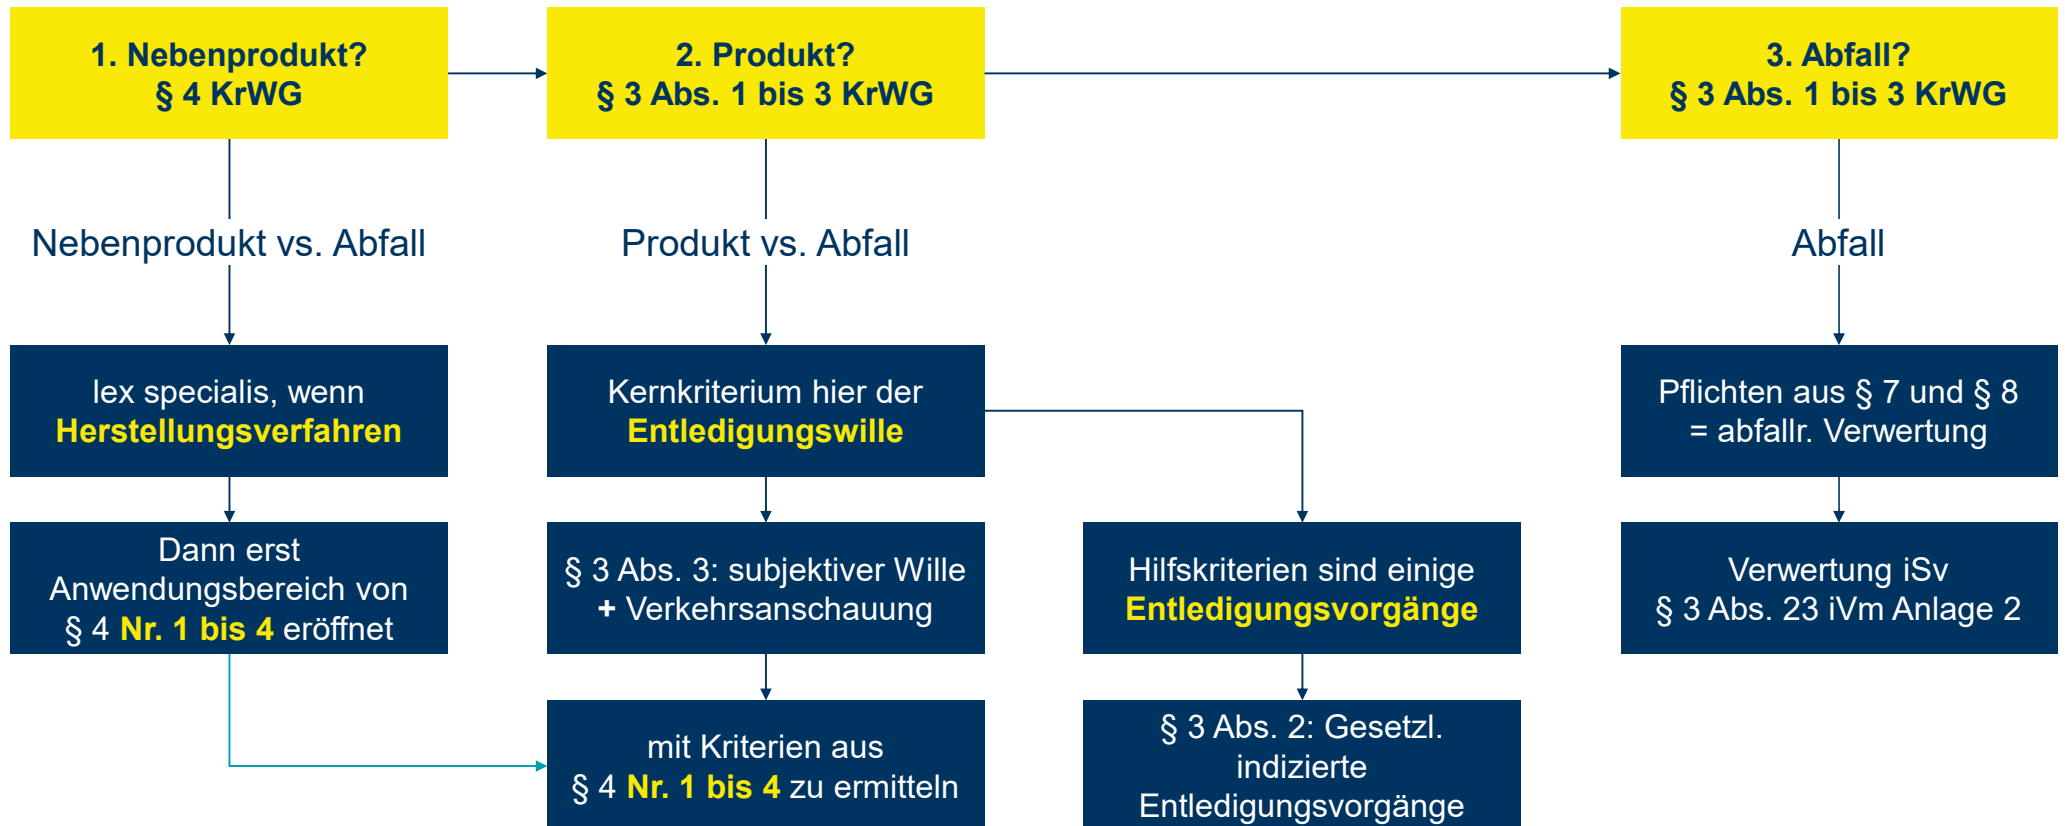 1. Nebenprodukt?
§ 4 KrWG
2. Produkt?
§ 3 Abs. 1 bis 3 KrWG
3. Abfall?
§ 3 Abs. 1 bis 3 KrWG
Nebenprodukt vs. Abfall
Produkt vs. Abfall
Abfall
lex specialis, wenn
Herstellungsverfahren
Kernkriterium hier der
Entledigungswille
Pflichten aus § 7 und § 8
= abfallr. Verwertung
Dann erst
Anwendungsbereich von
§ 4 Nr. 1 bis 4 eröffnet
§ 3 Abs. 3: subjektiver Wille
+ Verkehrsanschauung
Hilfskriterien sind einige
Entledigungsvorgänge
Verwertung iSv
§ 3 Abs. 23 iVm Anlage 2
mit Kriterien aus
§ 4 Nr. 1 bis 4 zu ermitteln
§ 3 Abs. 2: Gesetzl.
indizierte
Entledigungsvorgänge